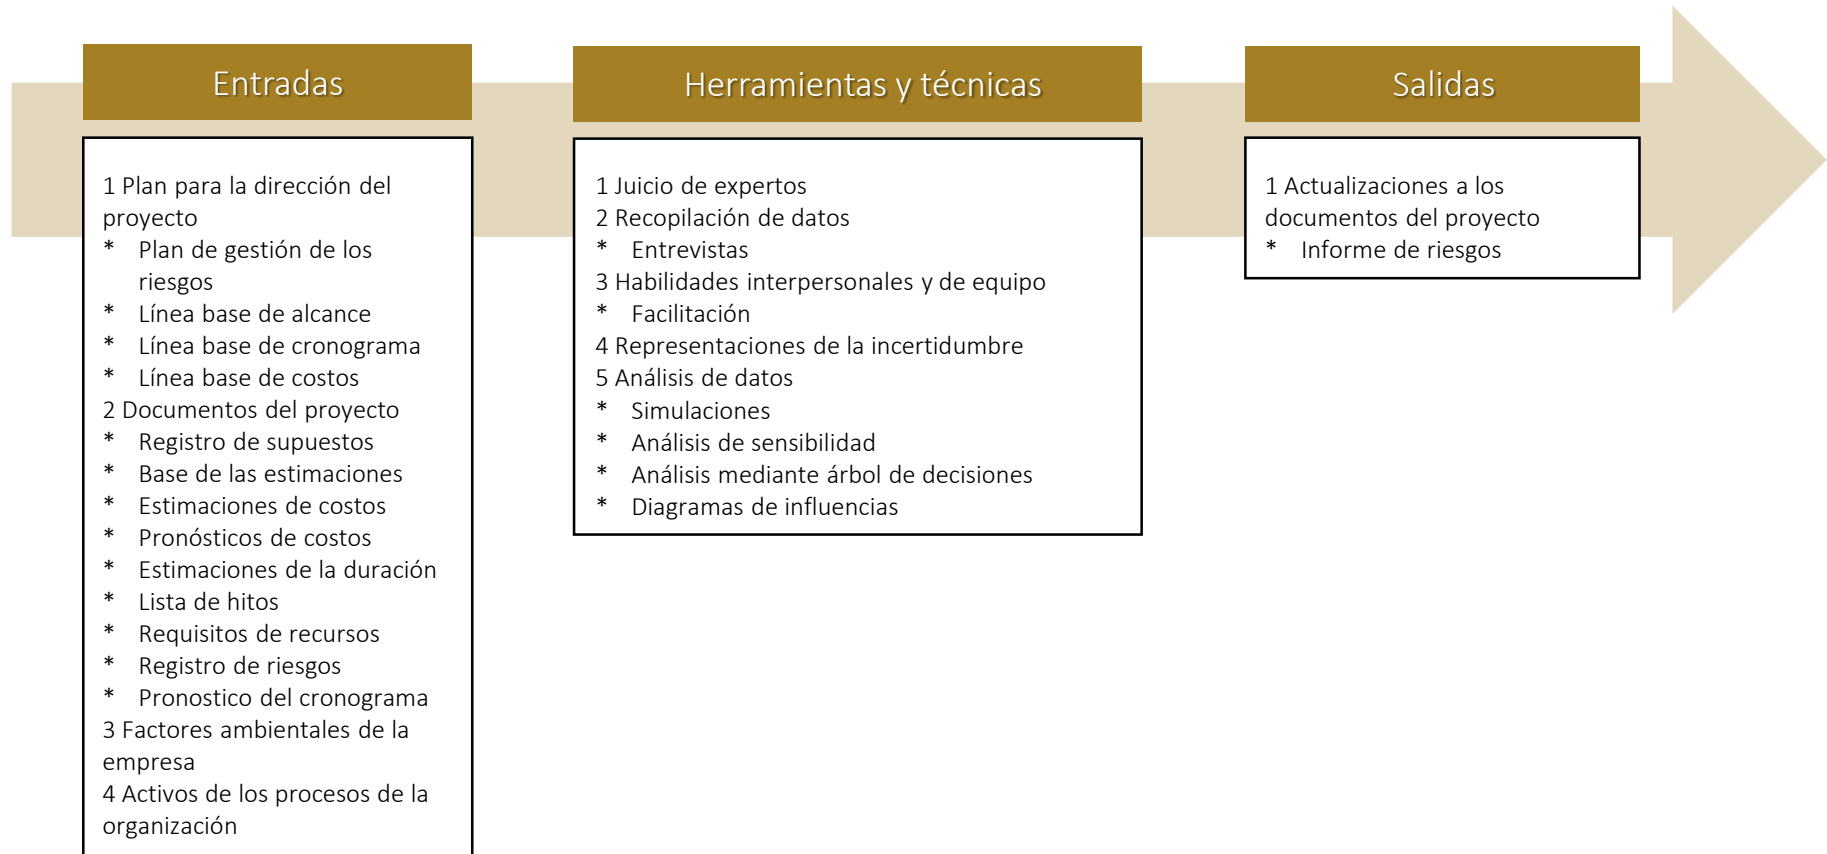 Entradas
1 Plan para la dirección del
proyecto
* Plan de gestión de los
riesgos
* Línea base de alcance
* Línea base de cronograma
* Línea base de costos
2 Documentos del proyecto
* Registro de supuestos
* Base de las estimaciones
* Estimaciones de costos
* Pronósticos de costos
* Estimaciones de la duración
* Lista de hitos
* Requisitos de recursos
* Registro de riesgos
* Pronostico del cronograma
3 Factores ambientales de la
empresa
4 Activos de los procesos de la
organización
Herramientas y técnicas
1 Juicio de expertos
2 Recopilación de datos
* Entrevistas
3 Habilidades interpersonales y de equipo
* Facilitación
4 Representaciones de la incertidumbre
5 Análisis de datos
* Simulaciones
* Análisis de sensibilidad
* Análisis mediante árbol de decisiones
* Diagramas de influencias
Salidas
1 Actualizaciones a los
documentos del proyecto
* Informe de riesgos